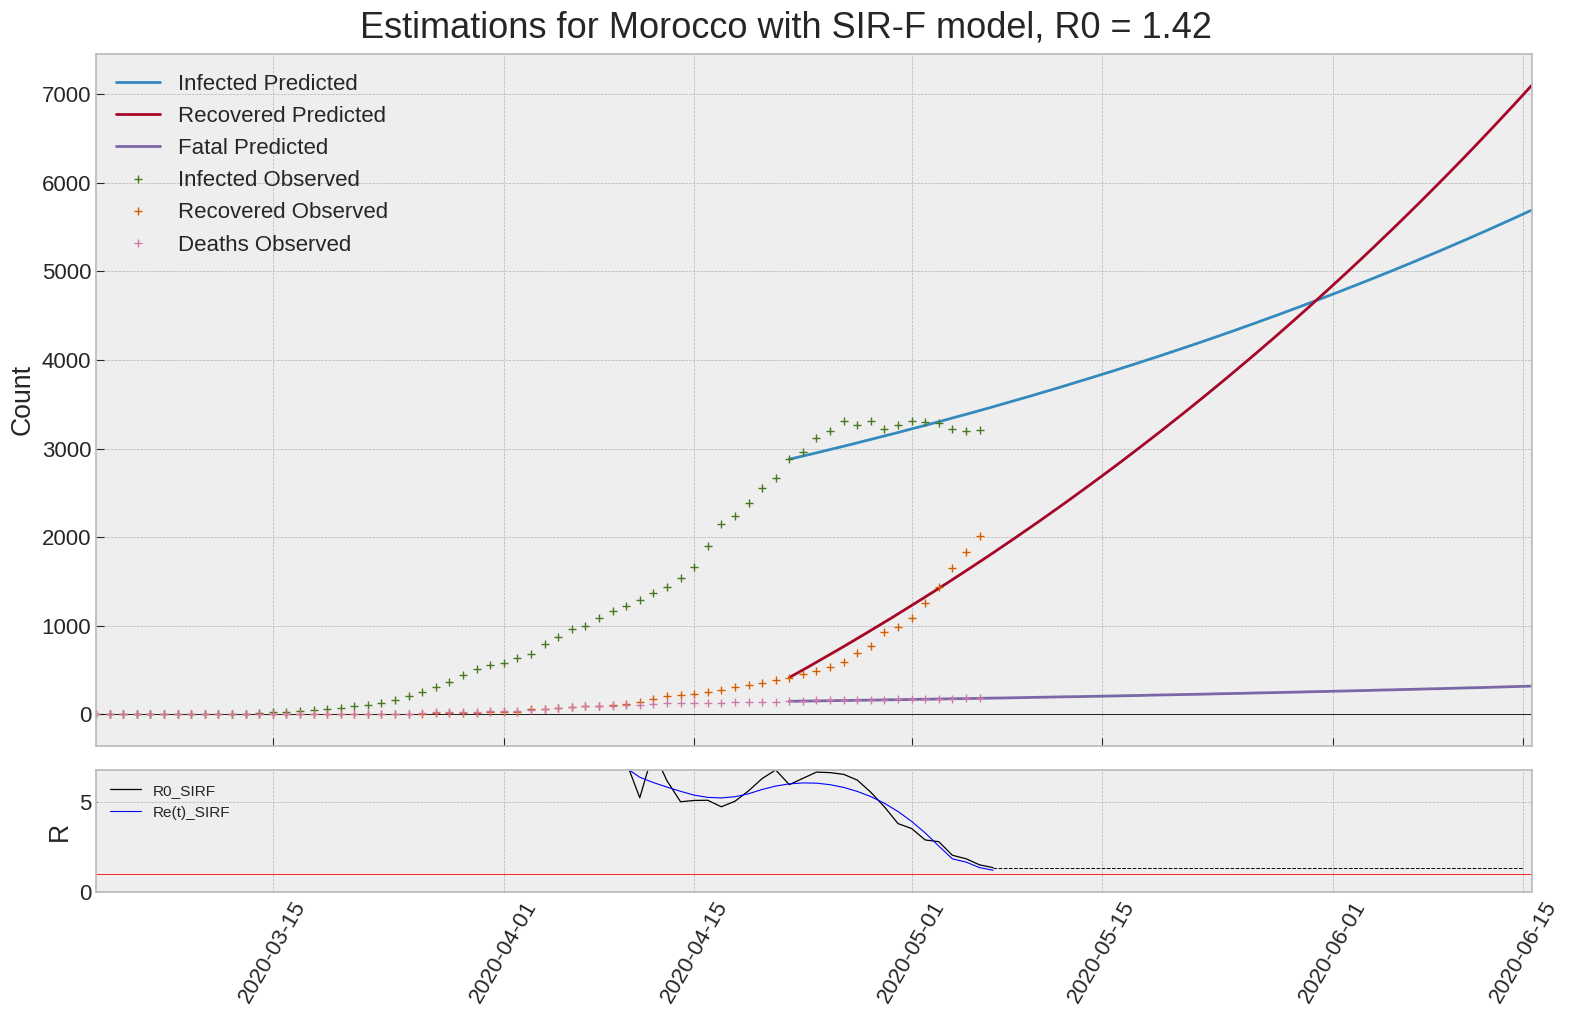 Estimations for Morocco with SIR-F model, R0 = 1.42
Infected Predicted
Recovered Predicted
Fatal Predicted
Infected Observed
Recovered Observed
Deaths Observed
7000
6000
5000
4000
3000
2000
1000
0
Count
R0_SIRF
Re(t)_SIRF
5
0
R
2020-03-15
2020-04-01
2020-04-15
2020-05-01
2020-05-15
2020-06-01
2020-06-15